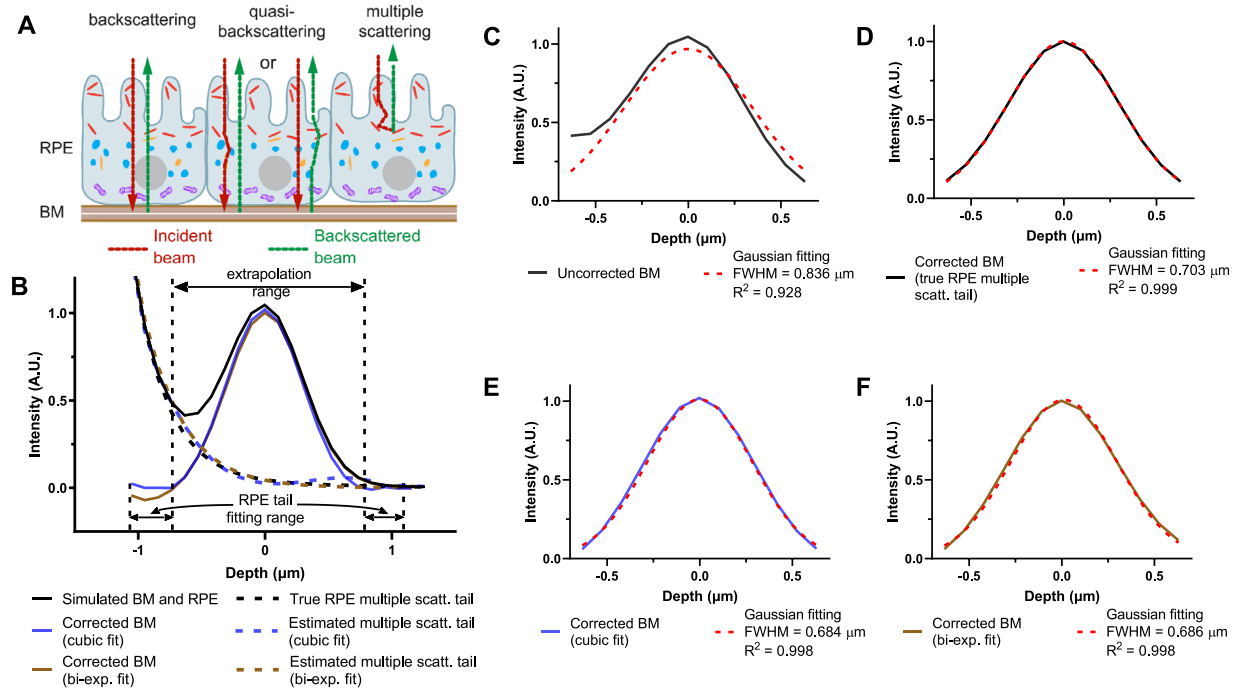 A
backscattering
quasi-
backscattering
or
multiple
scattering
RPE
BM
Incident
beam
Backscattered
beam
B
extrapolation
range
1.0
0.5
0.0
Intensity (A.U.)
RPE tail
fitting range
-1
0
1
Depth (µm)
Simulated BM and RPE
True RPE multiple scatt. tail
Corrected BM
(cubic fit)
Estimated multiple scatt. tail
(cubic fit)
Corrected BM
(bi-exp. fit)
Estimated multiple scatt. tail
(bi-exp. fit)
C
1.0
0.5
0.0
Intensity (A.U.)
-0.5
0.0
0.5
Depth (µm)
Uncorrected BM
Gaussian fitting
FWHM = 0.836 µm
R² = 0.928
D
1.0
0.5
0.0
Intensity (A.U.)
-0.5
0.0
0.5
Depth (µm)
Corrected BM
(true RPE multiple
scatt. tail)
Gaussian fitting
FWHM = 0.703 µm
R² = 0.999
E
1.0
0.5
0.0
Intensity (A.U.)
-0.5
0.0
0.5
Depth (µm)
Corrected BM
(cubic fit)
Gaussian fitting
FWHM = 0.684 µm
R² = 0.998
F
1.0
0.5
0.0
Intensity (A.U.)
-0.5
0.0
0.5
Depth (µm)
Corrected BM
(bi-exp. fit)
Gaussian fitting
FWHM = 0.686 µm
R² = 0.998